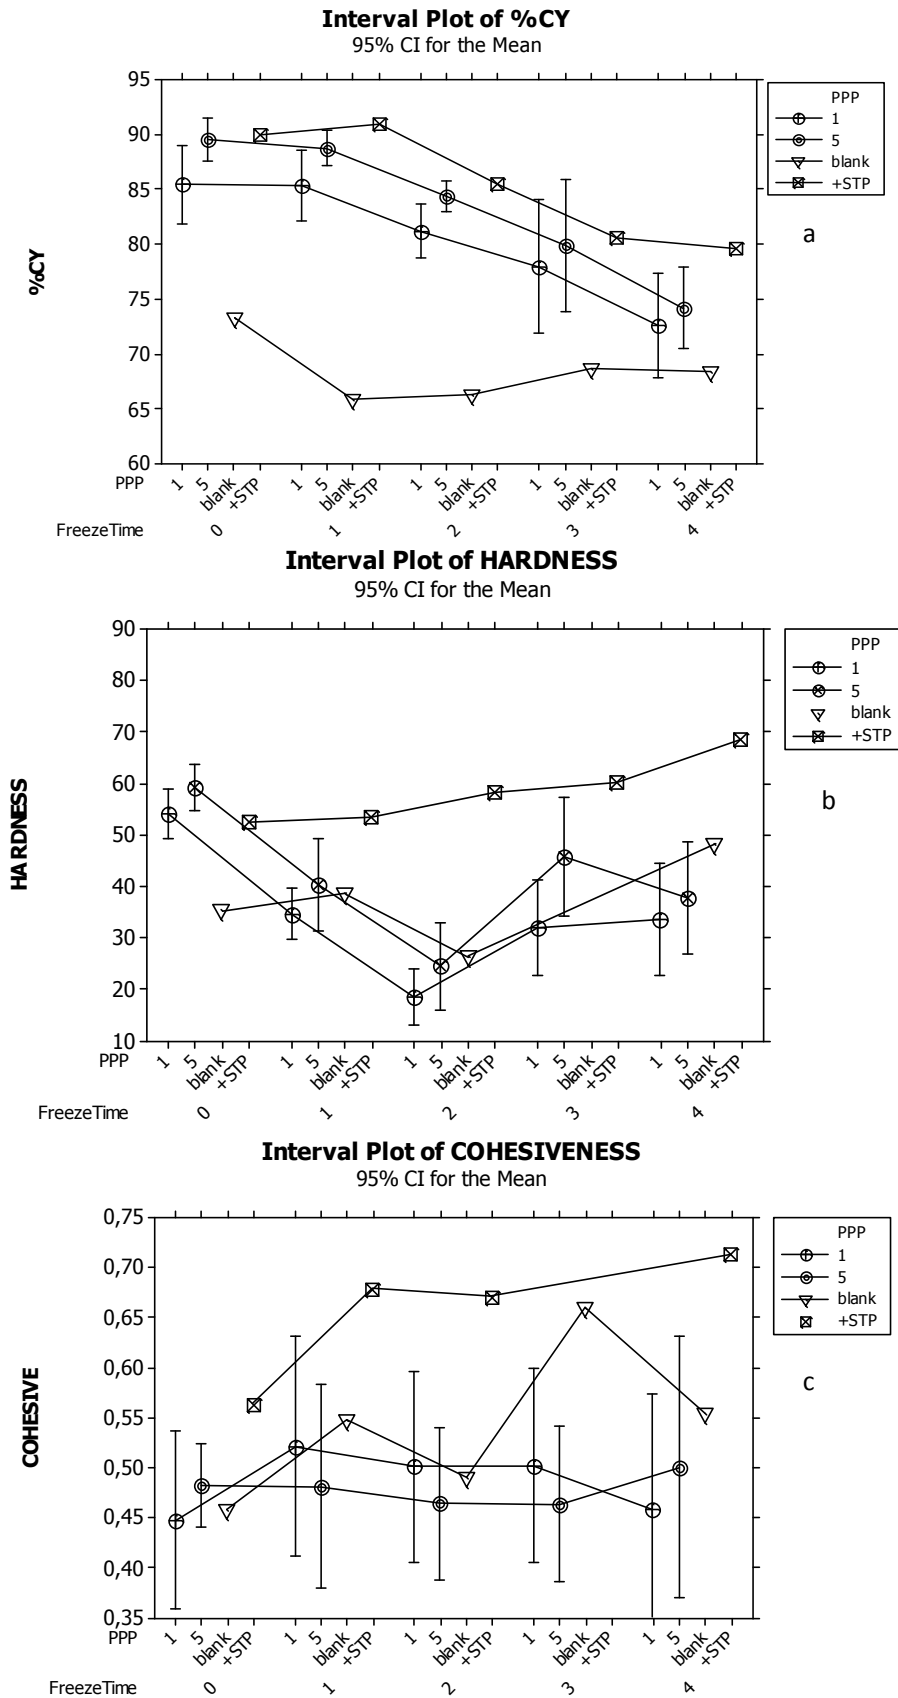 Interval Plot of %CY
95% CI for the Mean
95
90
85
80
75
70
65
60
%CY
PPP
1
5
blank
+STP
a
PPP 1 5 blank +STP 1 5 blank +STP 1 5 blank +STP 1 5 blank +STP 1 5 blank +STP
FreezeTime 0 1 2 3 4
Interval Plot of HARDNESS
95% CI for the Mean
90
80
70
60
50
40
30
20
10
HARDNESS
PPP
1
5
blank
+STP
b
PPP 1 5 blank +STP 1 5 blank +STP 1 5 blank +STP 1 5 blank +STP 1 5 blank +STP
FreezeTime 0 1 2 3 4
Interval Plot of COHESIVENESS
95% CI for the Mean
0,75
0,70
0,65
0,60
0,55
0,50
0,45
0,40
0,35
COHESIVE
PPP
1
5
blank
+STP
c
PPP 1 5 blank +STP 1 5 blank +STP 1 5 blank +STP 1 5 blank +STP 1 5 blank +STP
FreezeTime 0 1 2 3 4